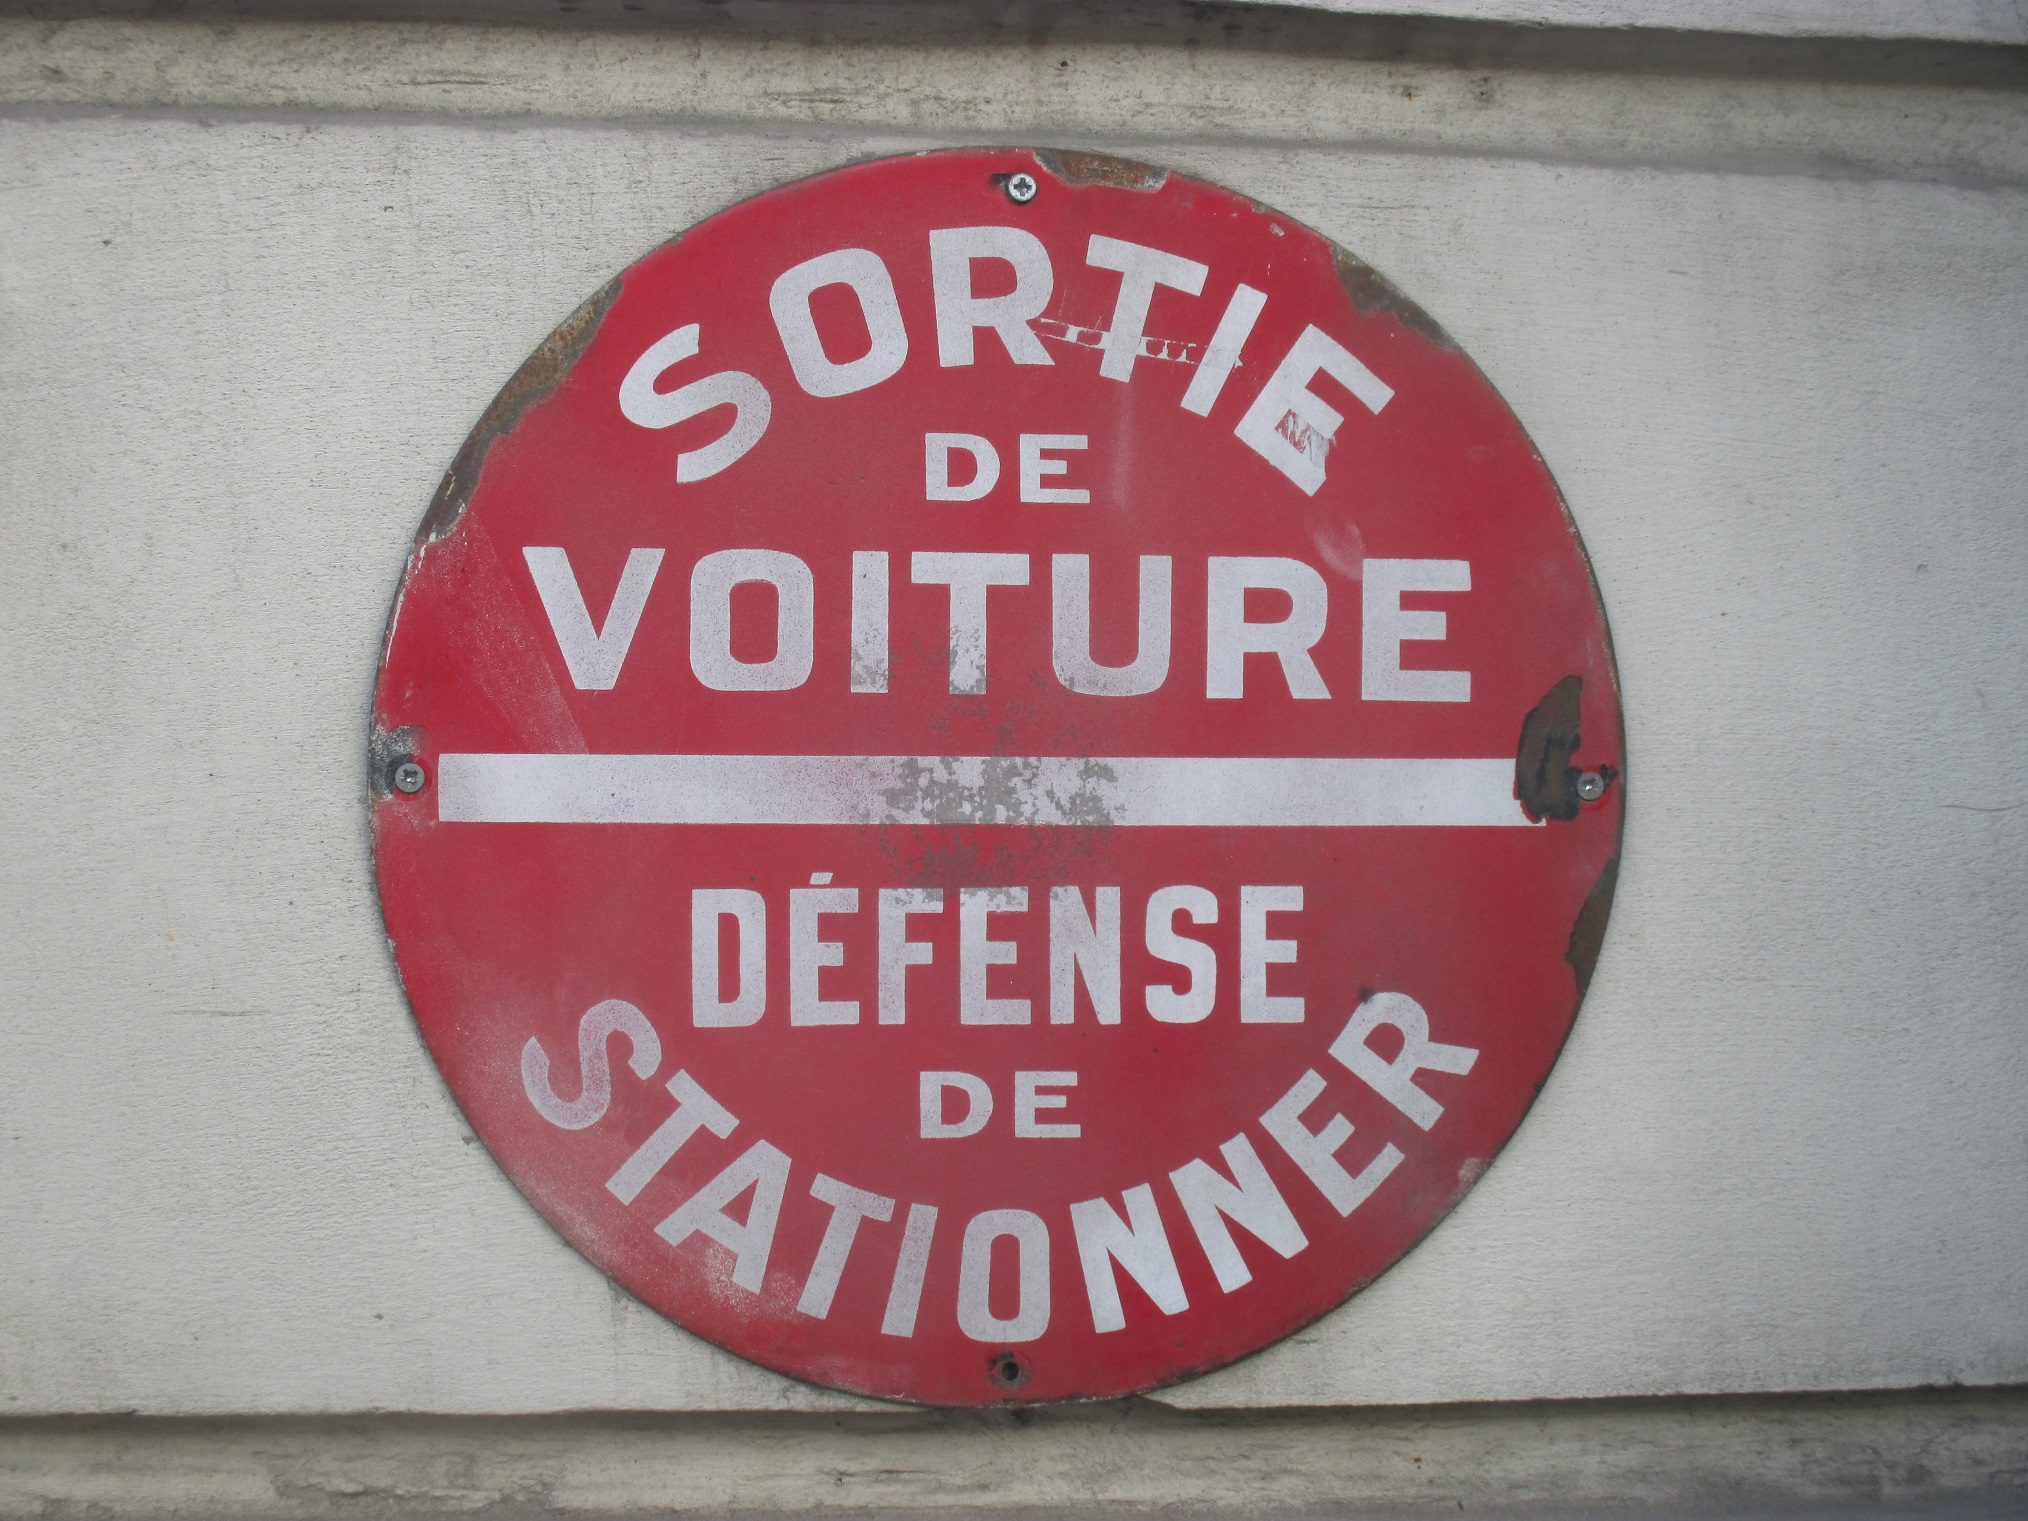 SORTIE
DE
VOITURE
DÉFENSE
DE
STATIONNER